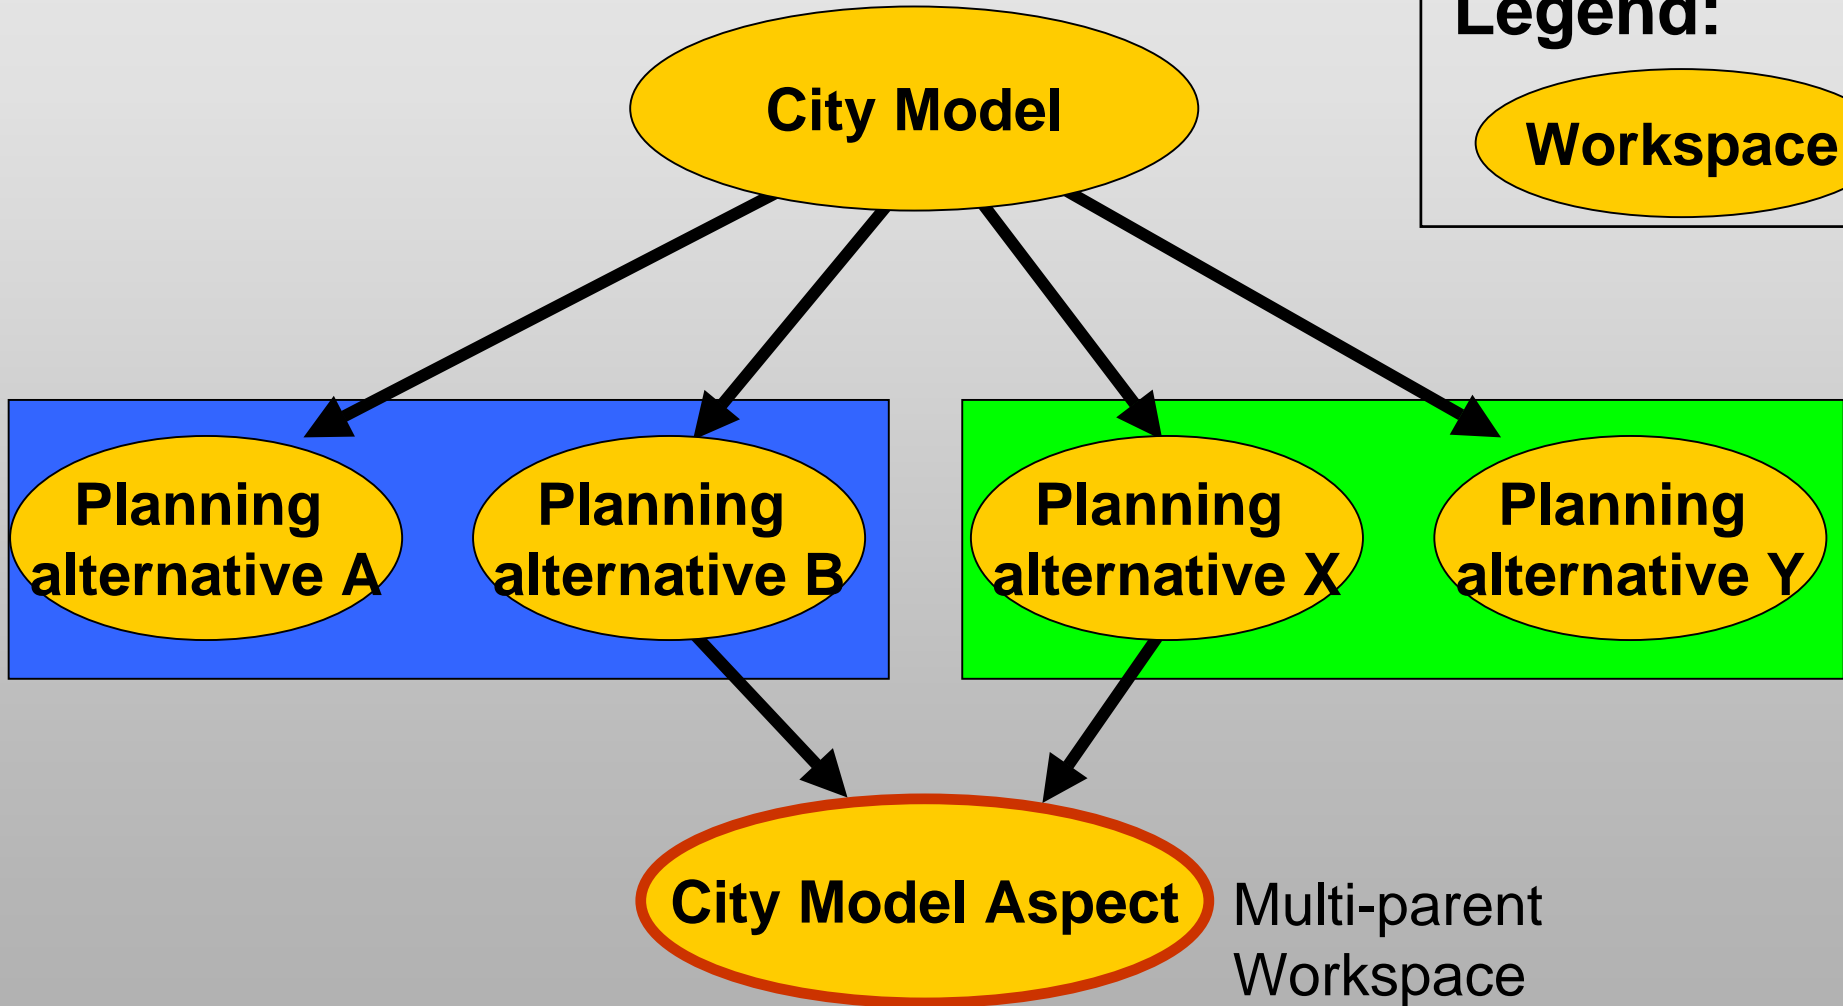 Legend:
City Model
Workspace
Planning
alternative A
Planning
alternative B
Planning
alternative X
Planning
alternative Y
City Model Aspect
Multi-parent
Workspace